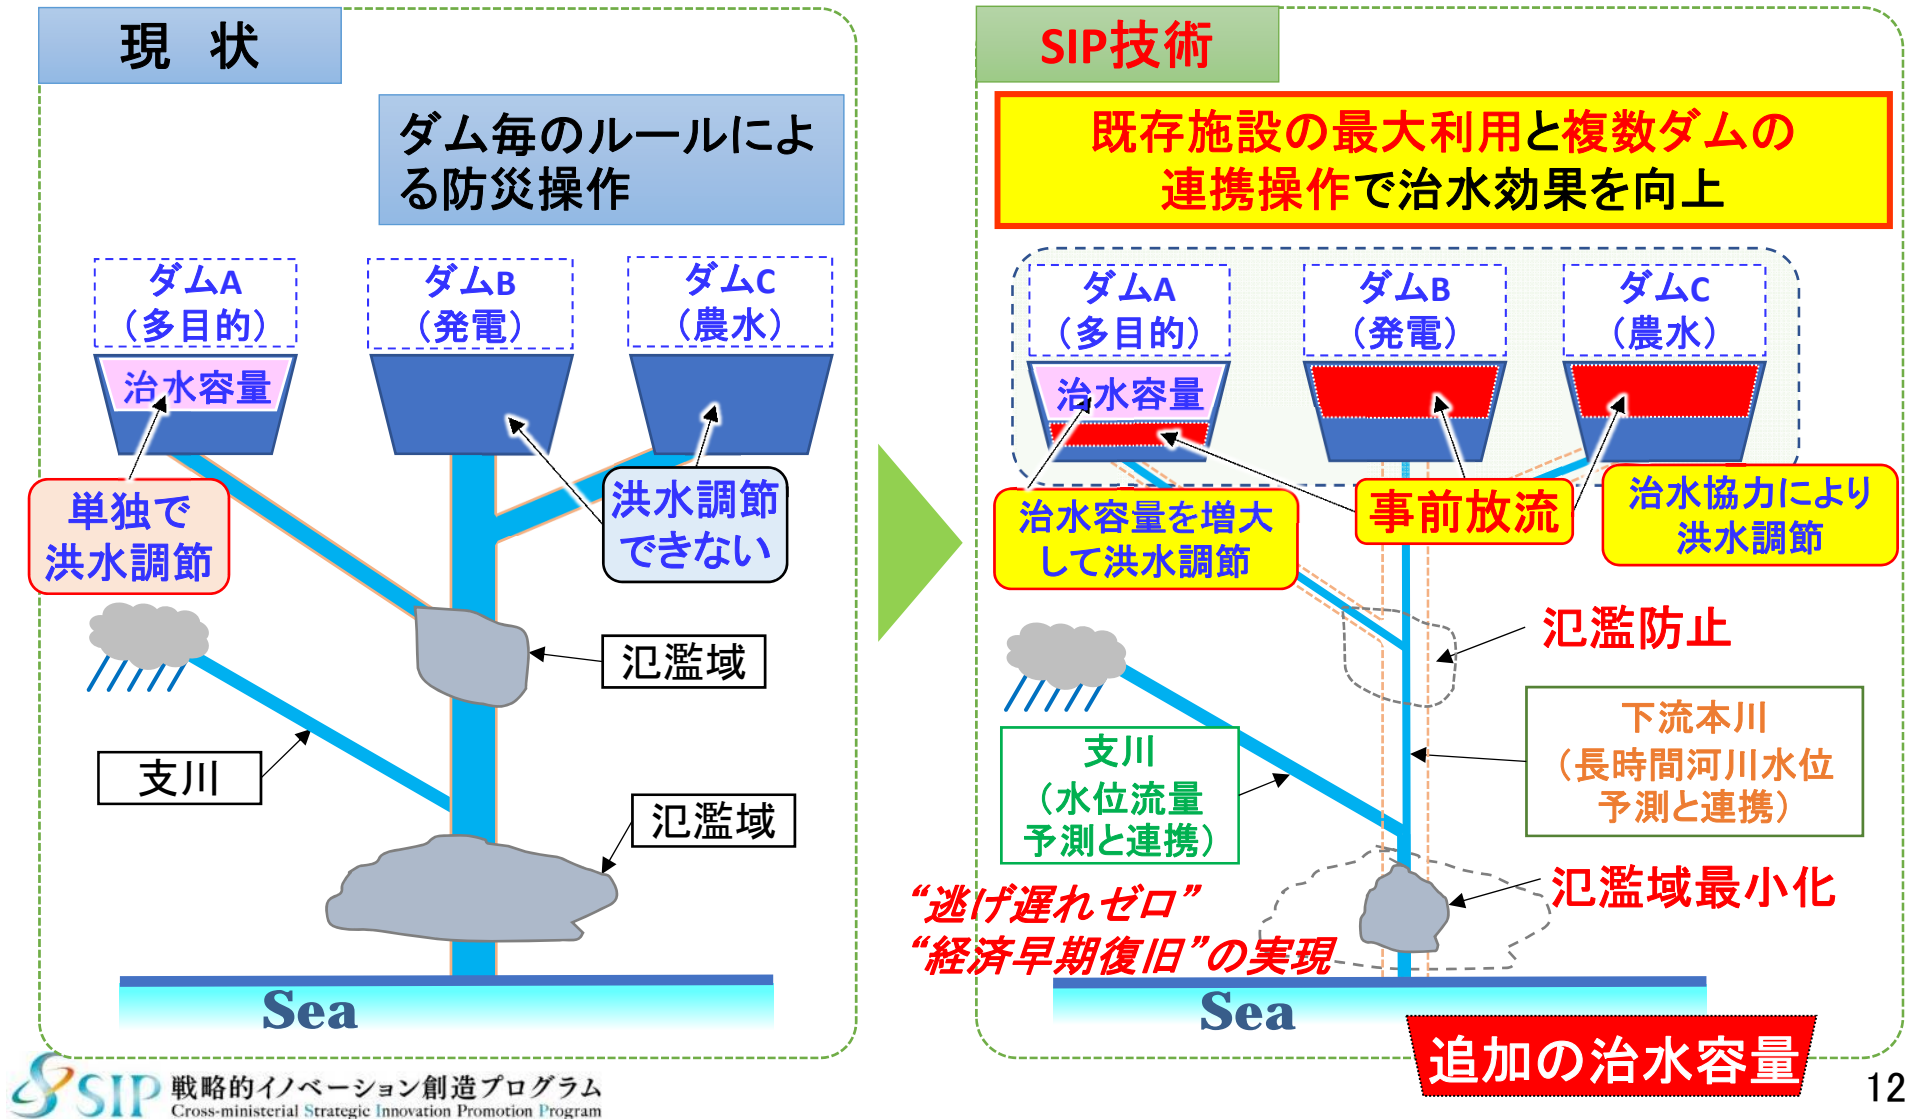 現 状
ダム毎のルールによ
る防災操作
ダムA
（多目的）
ダムB
（発電）
ダムC
（農水）
治水容量
単独で
洪水調節
洪水調節
できない
氾濫域
支川
氾濫域
Sea
SIP技術
既存施設の最大利用と複数ダムの
連携操作で治水効果を向上
ダムA
（多目的）
ダムB
（発電）
ダムC
（農水）
治水容量
治水容量を増大
して洪水調節
事前放流
治水協力により
洪水調節
氾濫防止
支川
（水位流量
予測と連携）
下流本川
（長時間河川水位
予測と連携）
氾濫域最小化
“逃げ遅れゼロ”
“経済早期復旧”の実現
Sea
追加の治水容量
SIP 戦略的イノベーション創造プログラム
Cross-ministerial Strategic Innovation Promotion Program
12